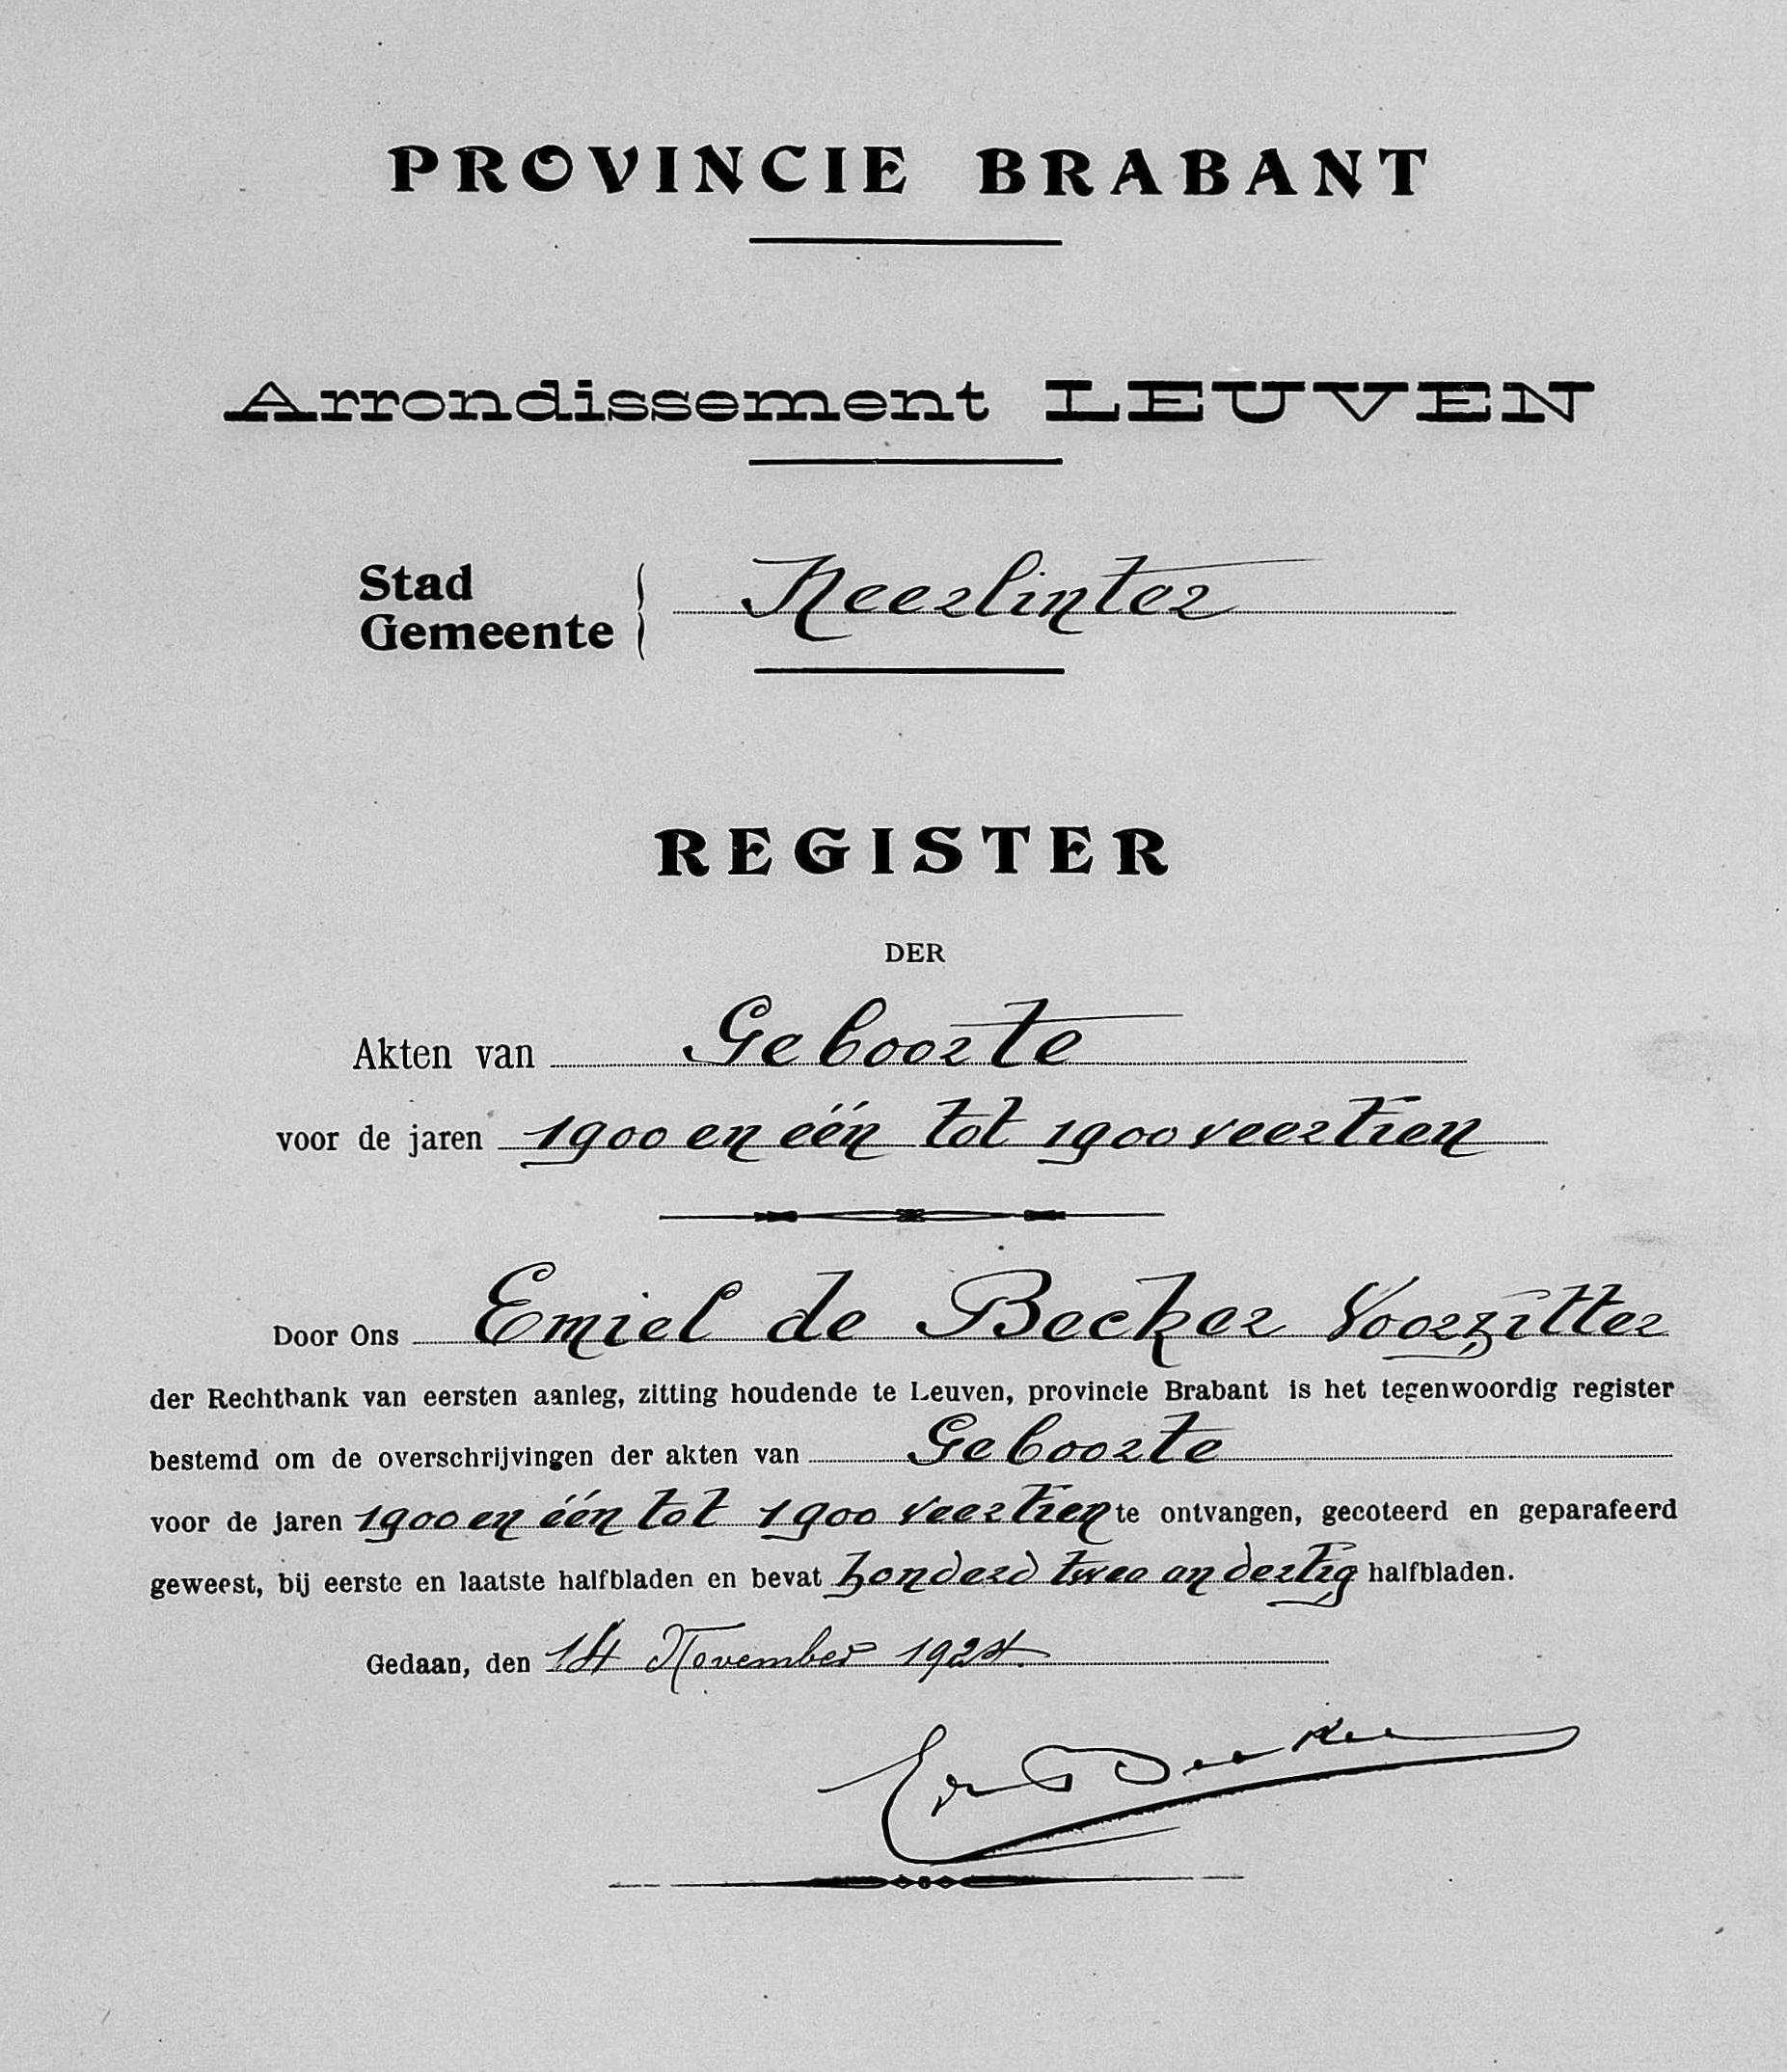 PROVINCIE BRABANT
Arrondissement LEUVEN
Stad
Gemeente } Neerlinter
REGISTER
DER
Akten van Geboorte
voor de jaren 1900 en één tot 1900 veertien
Door Ons Emiel de Becker Voorzitter
der Rechtbank van eersten aanleg, zitting houdende te Leuven, provincie Brabant is het tegenwoordig register
bestemd om de overschrijvingen der akten van Geboorte
voor de jaren 1900 en één tot 1900 veertien te ontvangen, gecoteerd en geparafeerd
geweest, bij eerste en laatste halfbladen en bevat honderd twee en dertig halfbladen.
Gedaan, den 14 November 1924.